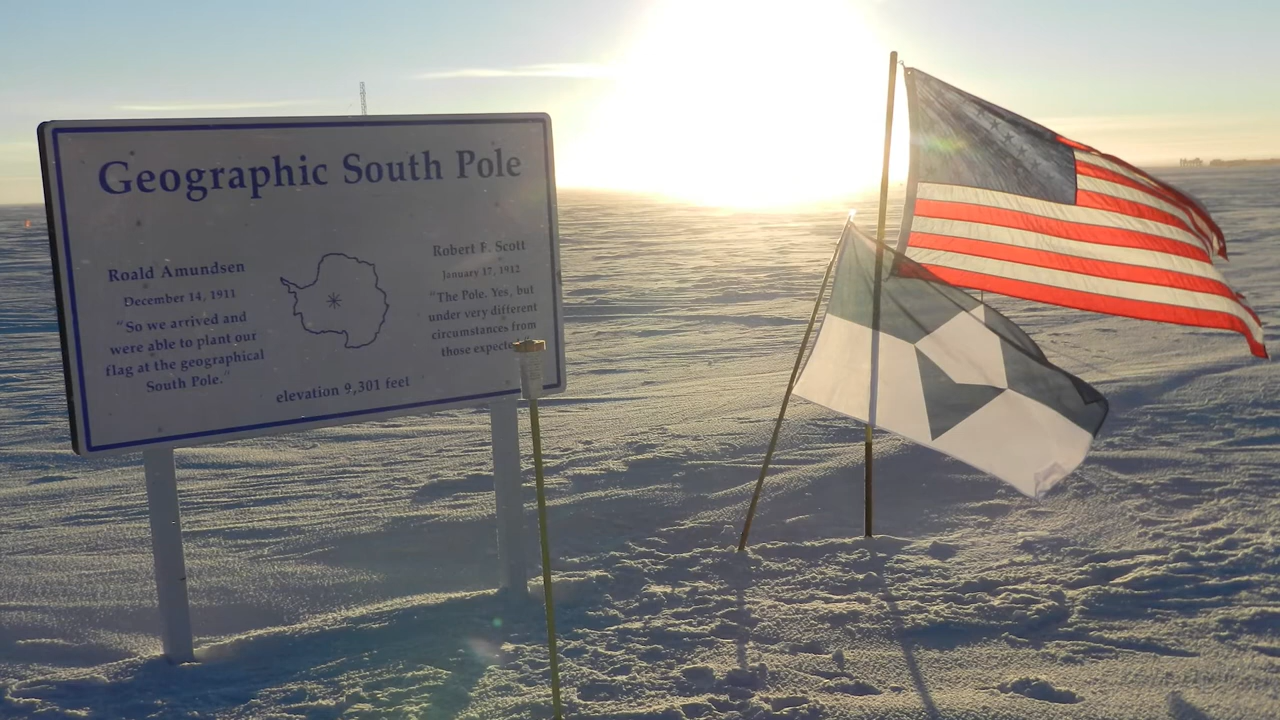 Geographic South Pole
Roald Amundsen
December 14, 1911
"So we arrived and
were able to plant our
flag at the geographical
South Pole."
Robert F. Scott
January 17, 1912
"The Pole. Yes, but
under very different
circumstances from
those
elevation 9,301 feet